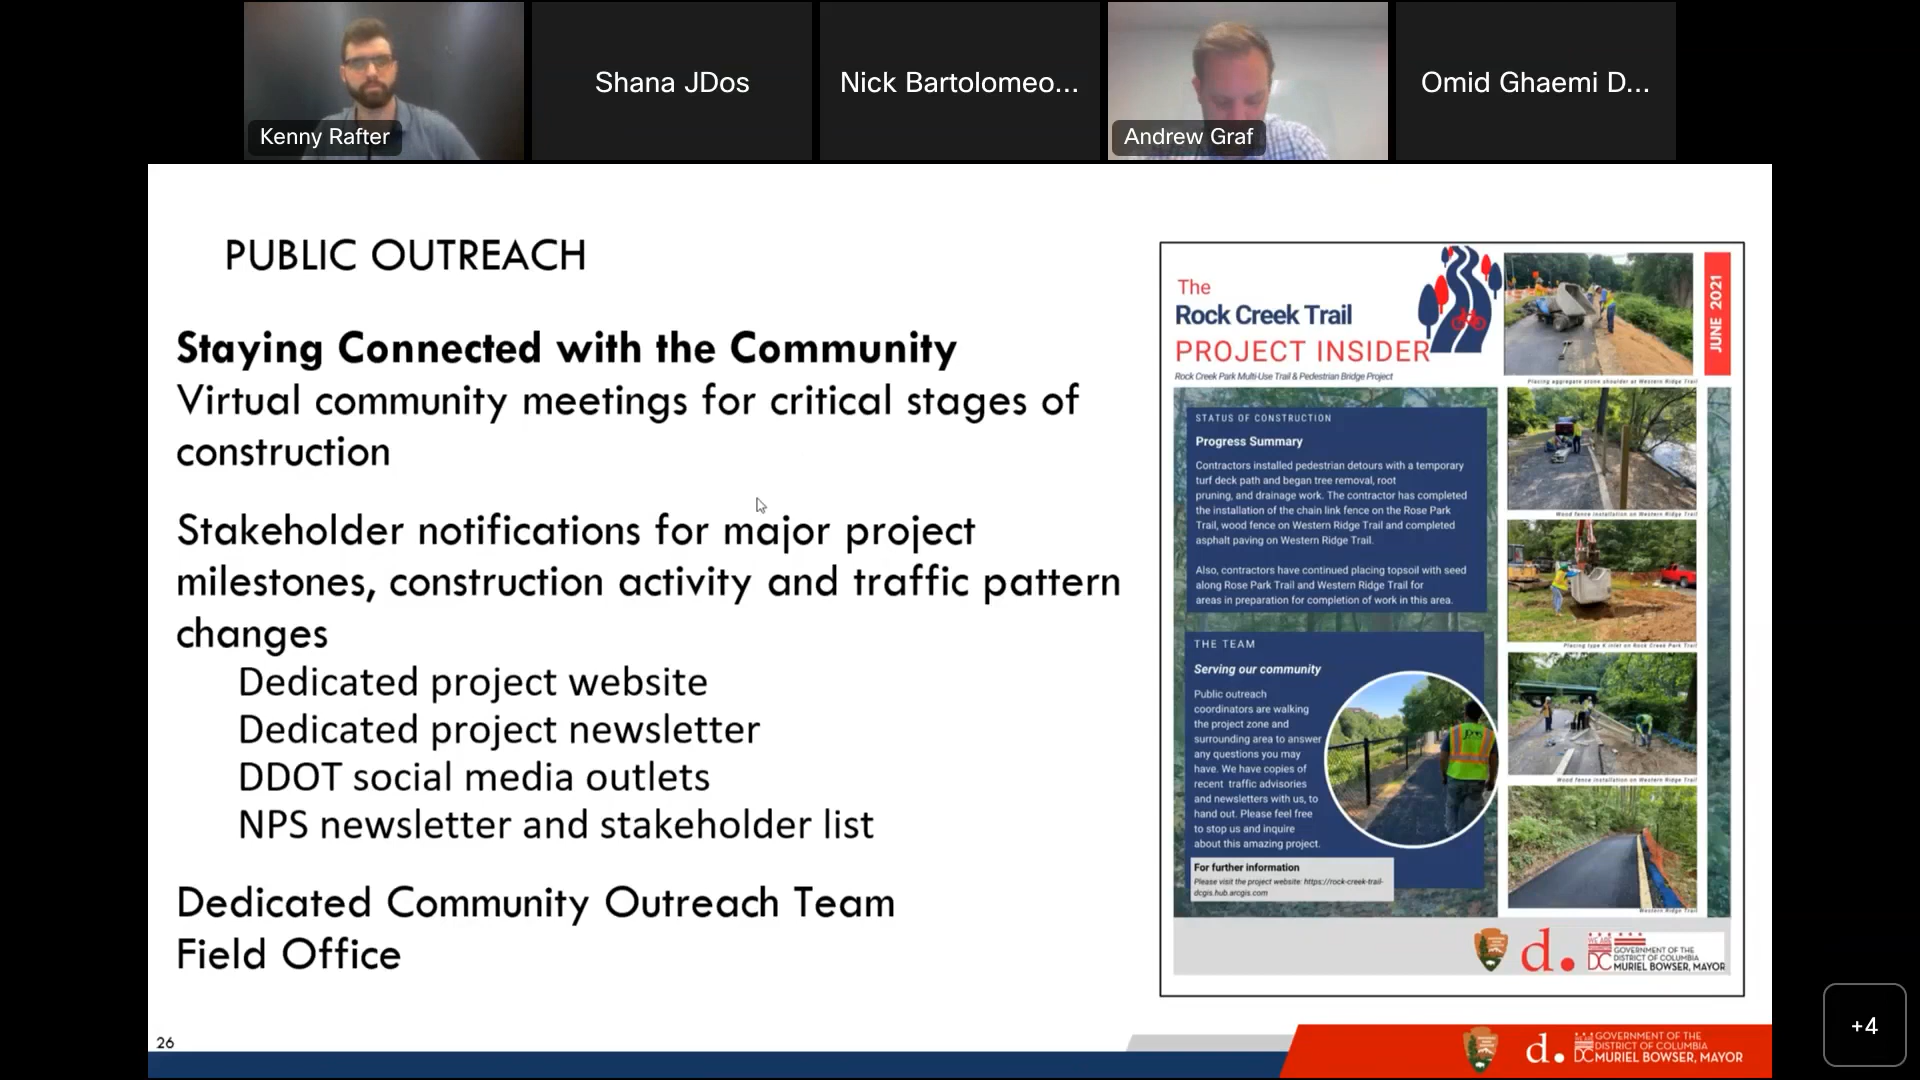 Shana JDos
Nick Bartolomeo...
Omid Ghaemi D...
Kenny Rafter
Andrew Graf
PUBLIC OUTREACH
Staying Connected with the Community
Virtual community meetings for critical stages of
construction
Stakeholder notifications for major project
milestones, construction activity and traffic pattern
changes
Dedicated project website
Dedicated project newsletter
DDOT social media outlets
NPS newsletter and stakeholder list
Dedicated Community Outreach Team
Field Office
The
Rock Creek Trail
PROJECT INSIDER
Rock Creek Park Multi-Use Trail & Pedestrian Bridge Project
JUNE 2021
Placing aggregate stone shoulder at Western Ridge Trail
STATUS OF CONSTRUCTION
Progress Summary
Contractors installed pedestrian detours with a temporary
turf deck path and began tree removal, root
pruning, and drainage work. The contractor has completed
the installation of the chain link fence on the Rose Park
Trail, wood fence on Western Ridge Trail and completed
asphalt paving on Western Ridge Trail.
Also, contractors have continued placing topsoil with seed
along Rose Park Trail and Western Ridge Trail for
areas in preparation for completion of work in this area.
Wood fence installation on Western Ridge Trail
Placing type K inlet on Rock Creek Park Trail
Wood fence installation on Western Ridge Trail
Western Ridge Trail
THE TEAM
Serving our community
Public outreach
coordinators are walking
the project zone and
surrounding area to answer
any questions you may
have. We have copies of
recent traffic advisories
and newsletters with us, to
hand out. Please feel free
to stop us and inquire
about this amazing project.
For further information
Please visit the project website: https://rock-creek-trail-
dcgis.hub.arcgis.com
d.
WE ARE
DC
GOVERNMENT OF THE
DISTRICT OF COLUMBIA
MURIEL BOWSER, MAYOR
26
d.
DC
GOVERNMENT OF THE
DISTRICT OF COLUMBIA
MURIEL BOWSER, MAYOR
+4